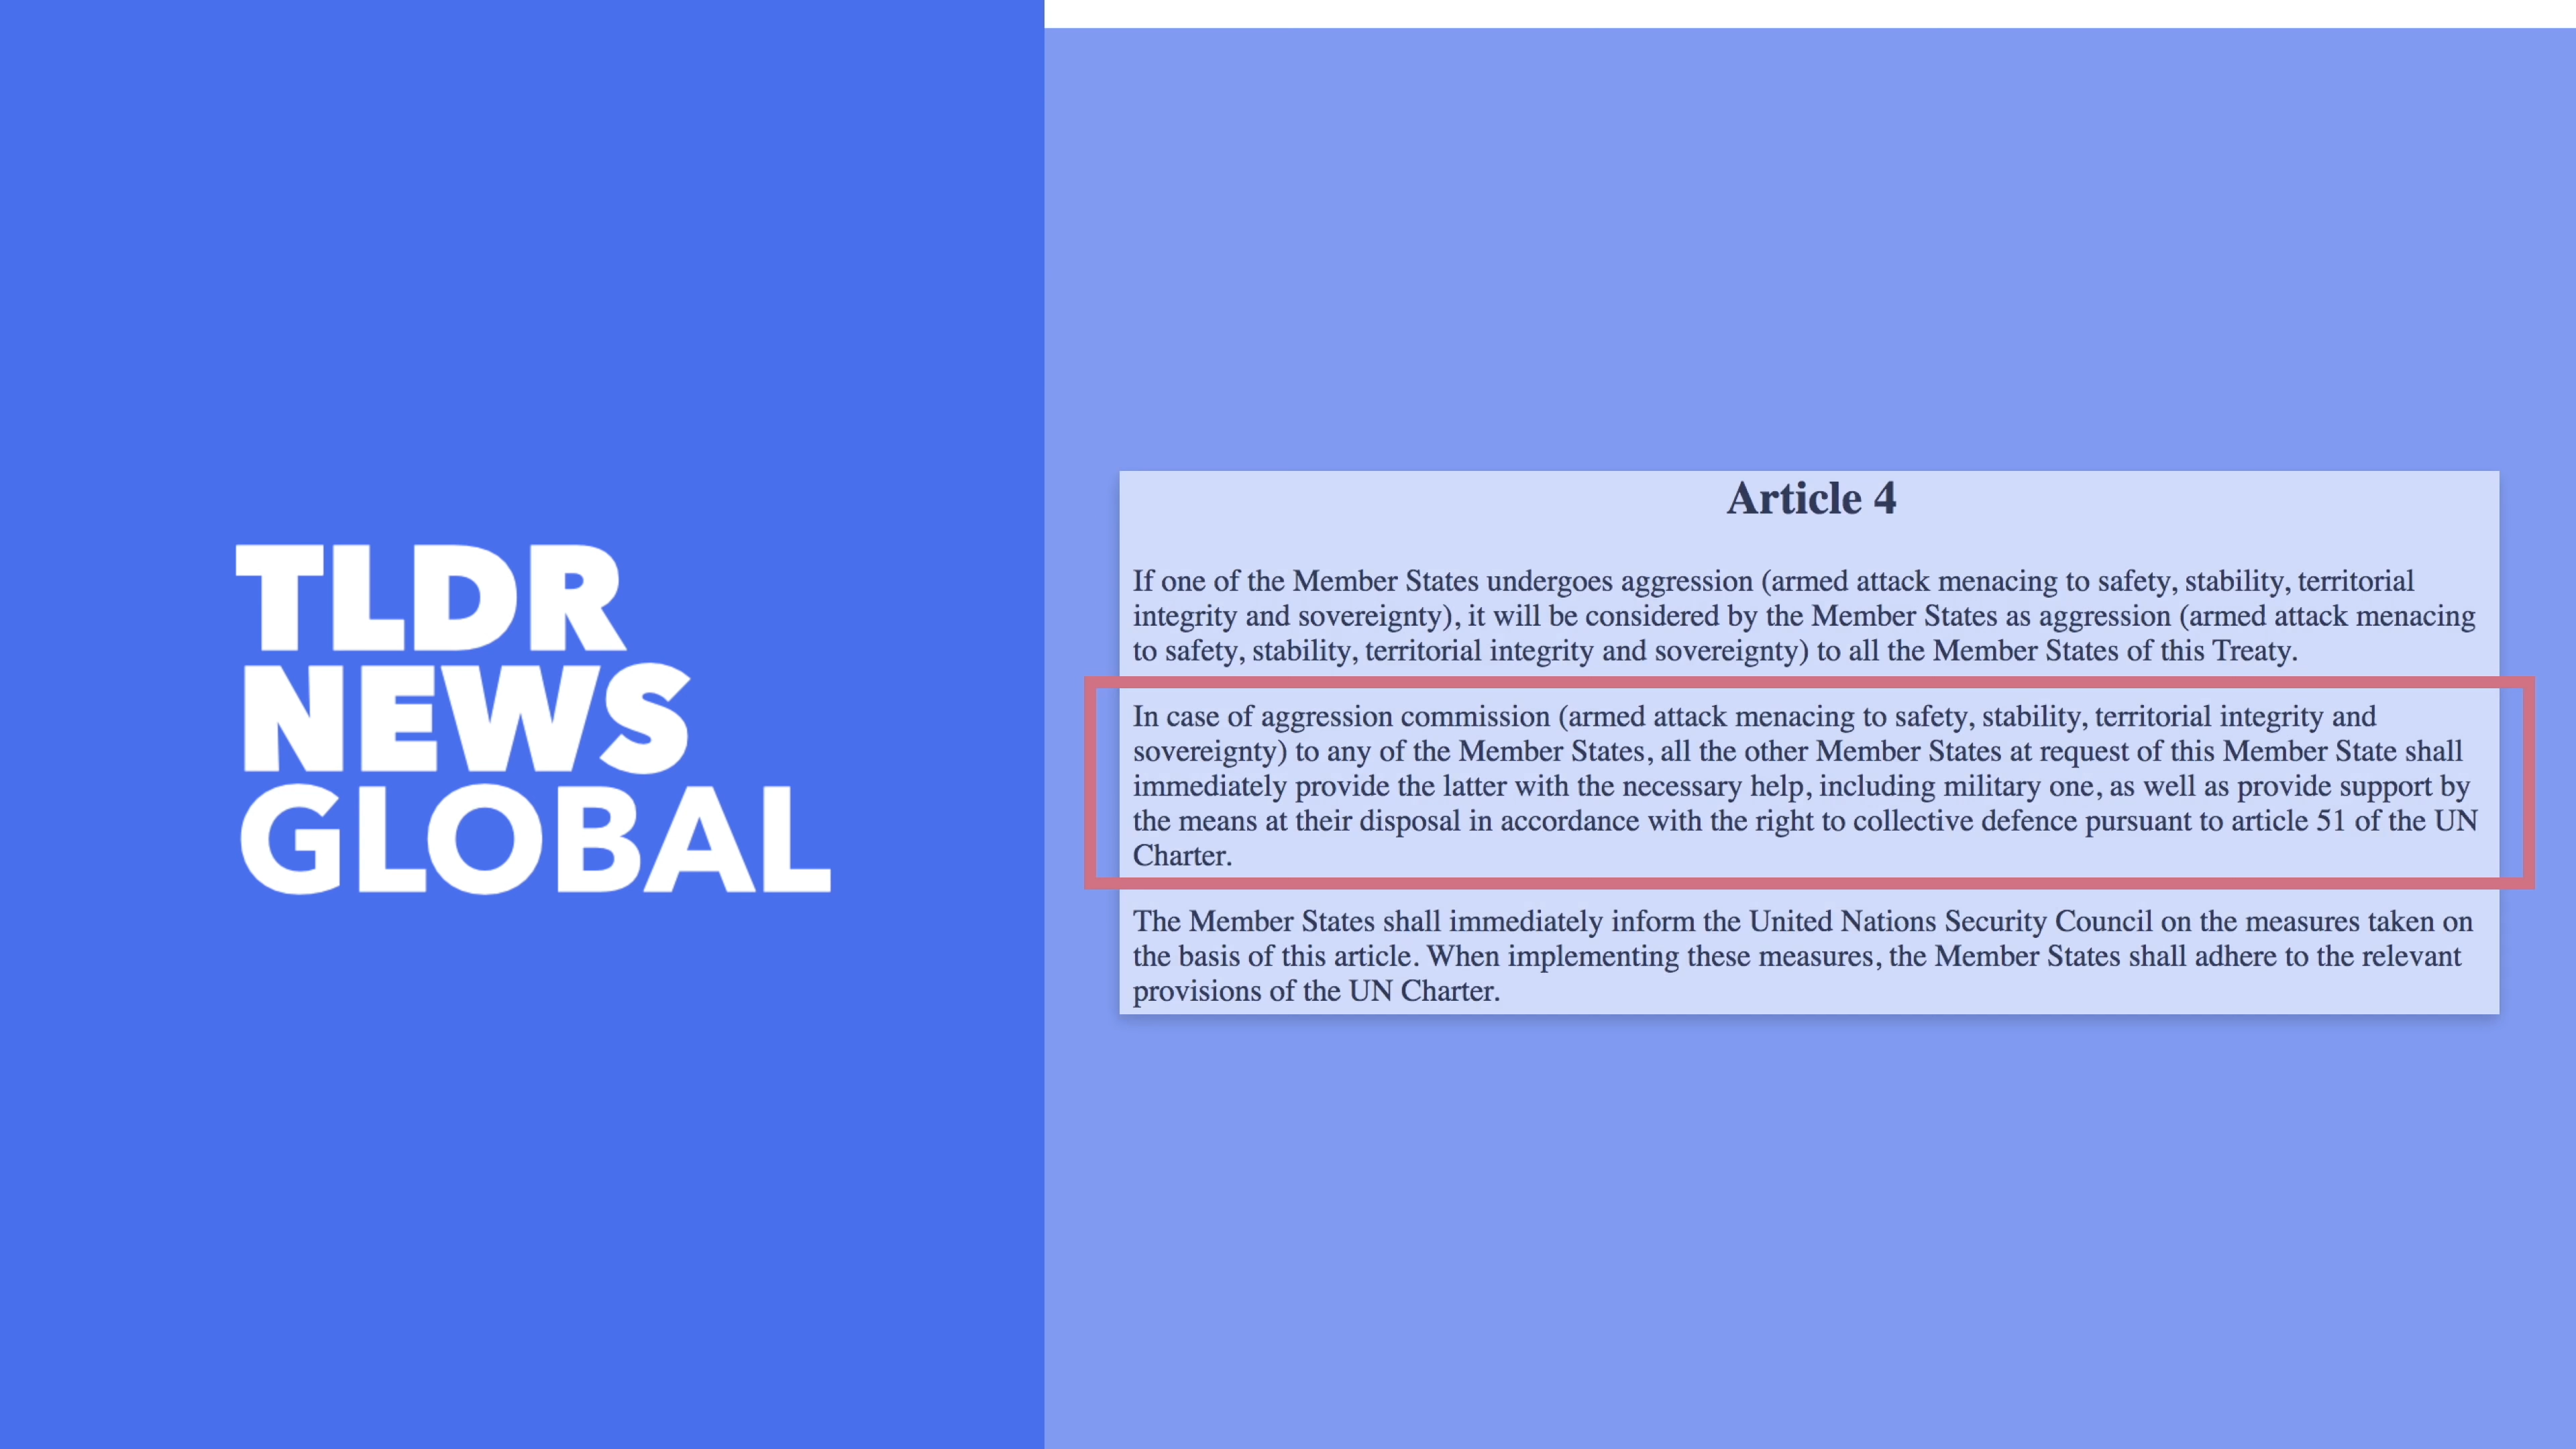 TLDR
NEWS
GLOBAL
Article 4
If one of the Member States undergoes aggression (armed attack menacing to safety, stability, territorial
integrity and sovereignty), it will be considered by the Member States as aggression (armed attack menacing
to safety, stability, territorial integrity and sovereignty) to all the Member States of this Treaty.
In case of aggression commission (armed attack menacing to safety, stability, territorial integrity and
sovereignty) to any of the Member States, all the other Member States at request of this Member State shall
immediately provide the latter with the necessary help, including military one, as well as provide support by
the means at their disposal in accordance with the right to collective defence pursuant to article 51 of the UN
Charter.
The Member States shall immediately inform the United Nations Security Council on the measures taken on
the basis of this article. When implementing these measures, the Member States shall adhere to the relevant
provisions of the UN Charter.